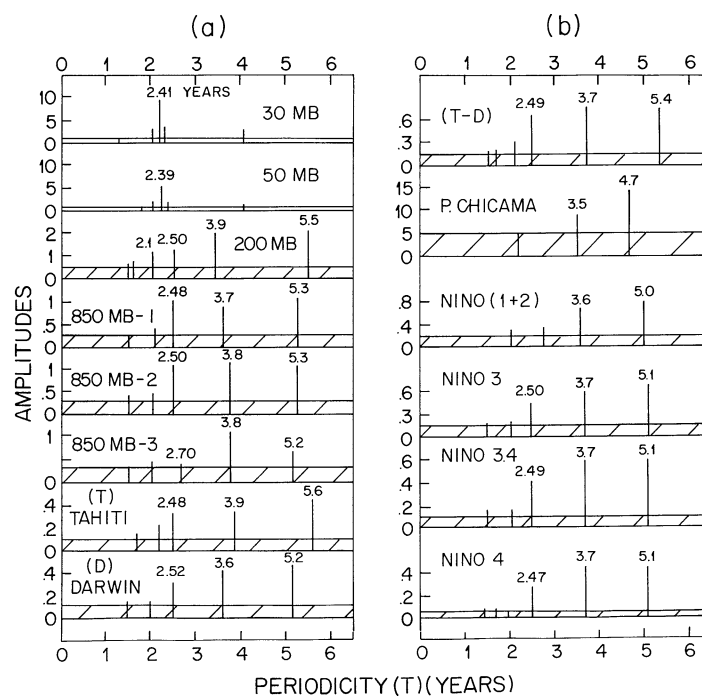 (a)
0 1 2 3 4 5 6
2.41 YEARS
30 MB
10
5
0
2.39
50 MB
10
5
0
2.1 2.50 200 MB 3.9 5.5
2
1
0
850 MB-1 2.48 3.7 5.3
1
.5
0
850 MB-2 2.50 3.8 5.3
1
.5
0
850 MB-3 2.70 3.8 5.2
1
0
(T)
TAHITI
2.48 3.9 5.6
.4
.2
0
(D)
DARWIN
2.52 3.6 5.2
.4
.2
0
0 1 2 3 4 5 6
AMPLITUDES
(b)
0 1 2 3 4 5 6
(T-D) 2.49 3.7 5.4
.6
.3
0
P. CHICAMA 3.5 4.7
15
10
5
0
NINO (1+2) 3.6 5.0
.8
.4
0
NINO 3 2.50 3.7 5.1
.6
.3
0
NINO 3.4 2.49 3.7 5.1
.6
.4
.2
0
NINO 4 2.47 3.7 5.1
.4
.2
0
0 1 2 3 4 5 6
PERIODICITY (T) (YEARS)